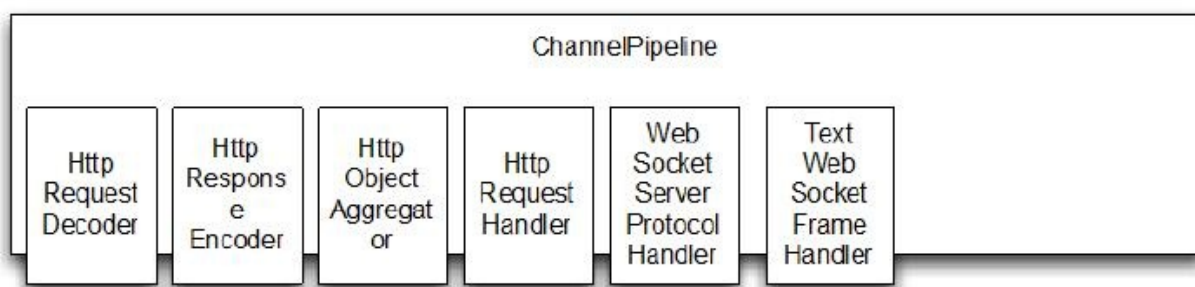 ChannelPipeline
Http
Request
Decoder
Http
Respons
e
Encoder
Http
Object
Aggregat
or
Http
Request
Handler
Web
Socket
Server
Protocol
Handler
Text
Web
Socket
Frame
Handler